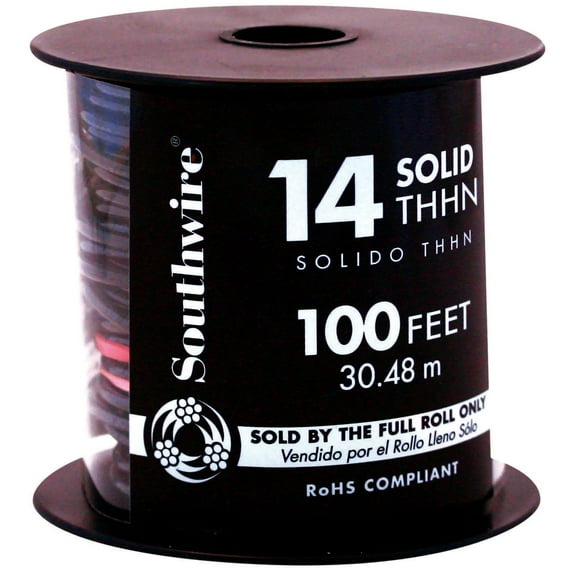 Southwire®
14 SOLID
THHN
SOLIDO THHN
100 FEET
30.48 m
SOLD BY THE FULL ROLL ONLY
Vendido por el Rollo Lleno Sólo
RoHS COMPLIANT